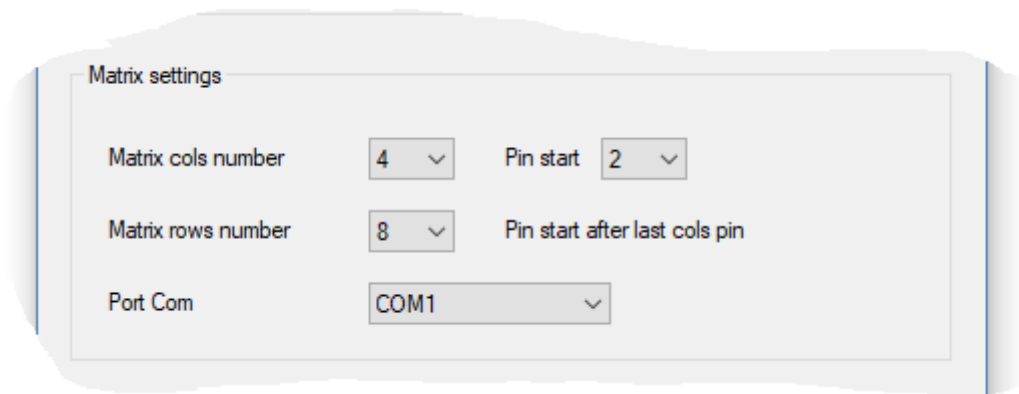 Matrix settings
Matrix cols number 4 Pin start 2
Matrix rows number 8 Pin start after last cols pin
Port Com COM1